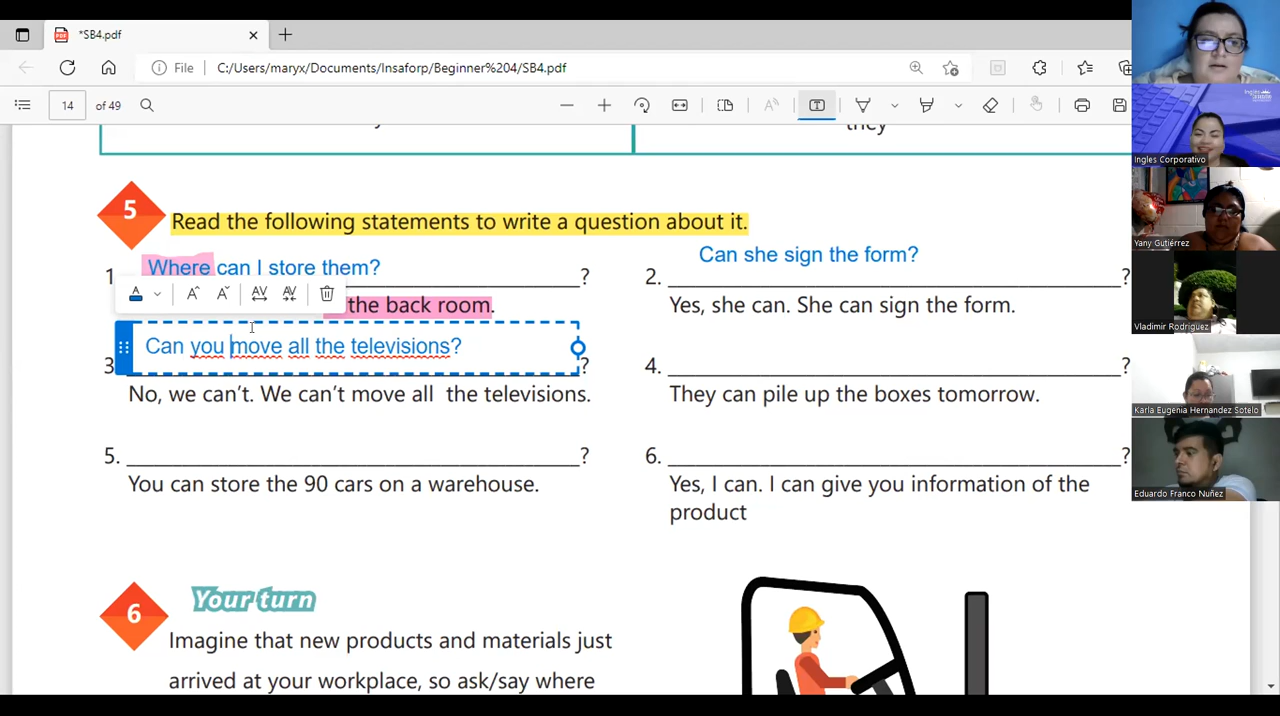 *SB4.pdf
File C:/Users/maryx/Documents/Insaforp/Beginner%204/SB4.pdf
14 of 49
they
5 Read the following statements to write a question about it.
Where can I store them?
1 ?
the back room.
Can she sign the form?
2. ?
Yes, she can. She can sign the form.
Can you move all the televisions?
3 ?
No, we can't. We can't move all the televisions.
4. ?
They can pile up the boxes tomorrow.
5. ?
You can store the 90 cars on a warehouse.
6. ?
Yes, I can. I can give you information of the
product
6 Your turn
Imagine that new products and materials just
arrived at your workplace, so ask/say where
Ingles Corporativo
Yany Gutiérrez
Vladimir Rodriguez
Karla Eugenia Hernandez Sotelo
Eduardo Franco Nuñez